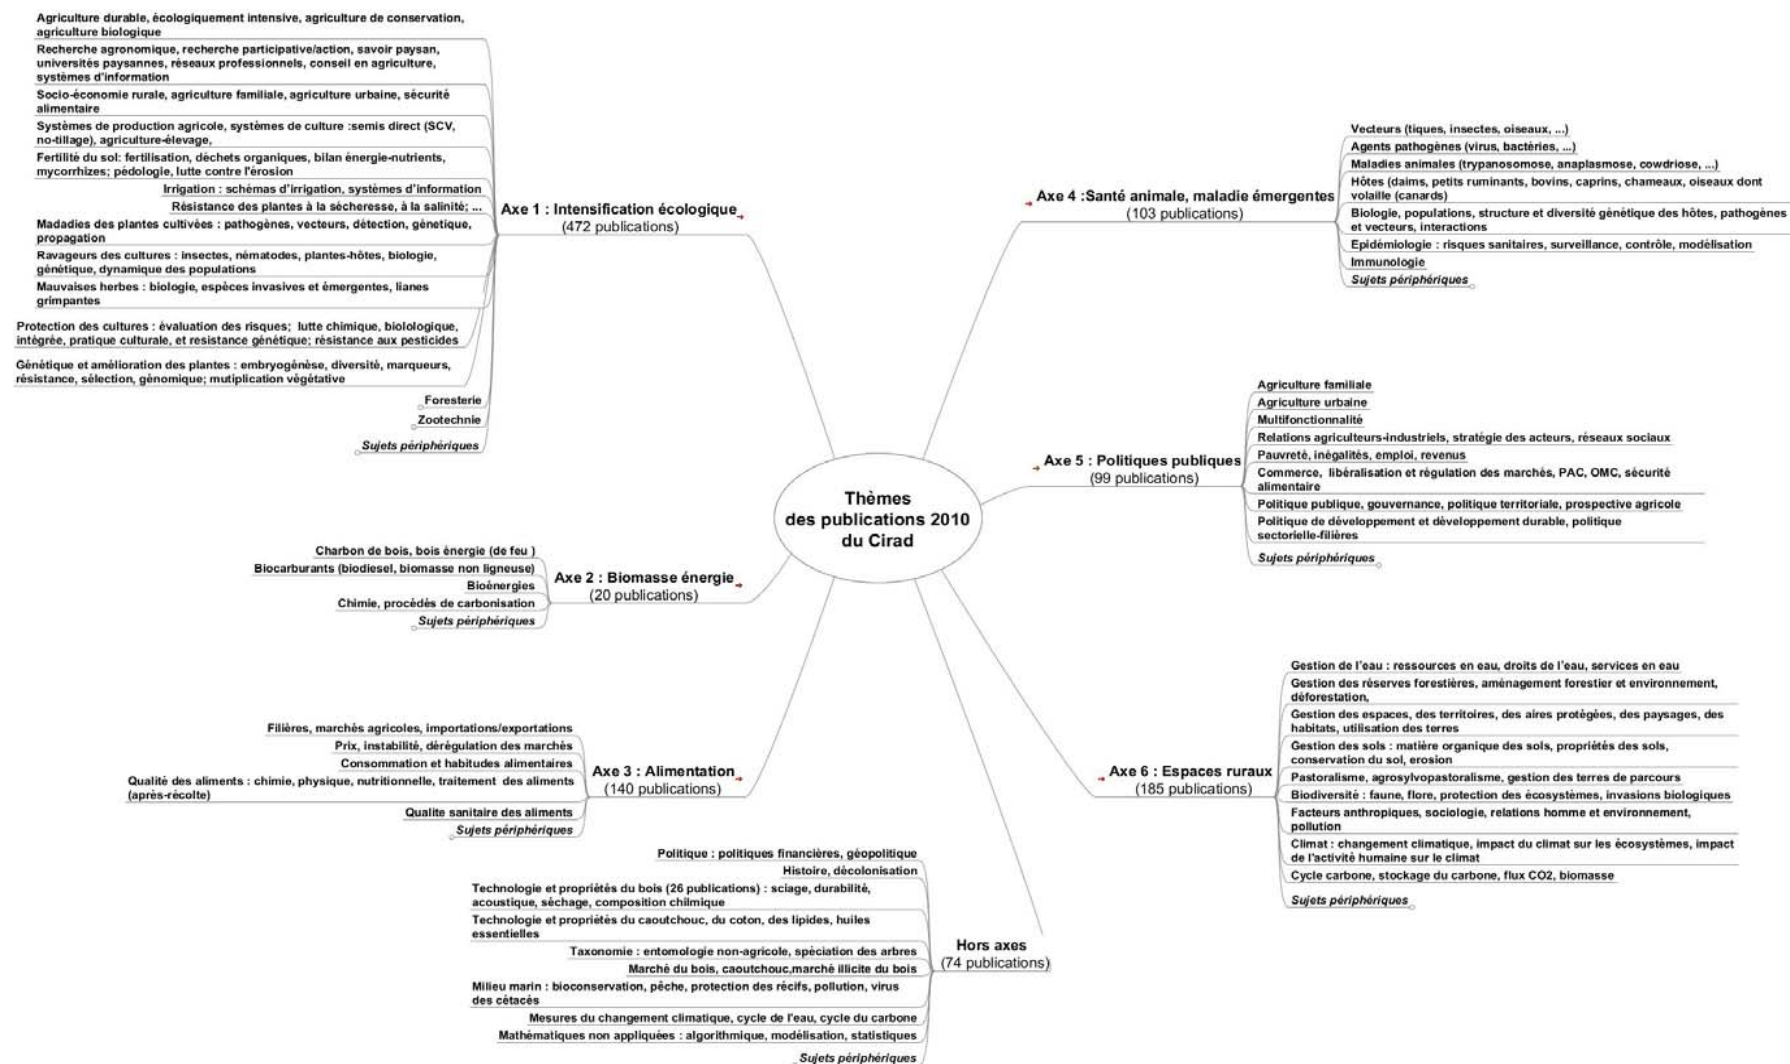 Agriculture durable, écologiquement intensive, agriculture de conservation,
agriculture biologique
Recherche agronomique, recherche participative/action, savoir paysan,
universités paysannes, réseaux professionnels, conseil en agriculture,
systèmes d'information
Socio-économie rurale, agriculture familiale, agriculture urbaine, sécurité
alimentaire
Systèmes de production agricole, systèmes de culture :semis direct (SCV,
no-tillage), agriculture-élevage,
Fertilité du sol: fertilisation, déchets organiques, bilan énergie-nutrients,
mycorrhizes; pédologie, lutte contre l'érosion
Irrigation : schémas d'irrigation, systèmes d'information
Résistance des plantes à la sécheresse, à la salinité; ...
Madadies des plantes cultivées : pathogènes, vecteurs, détection, génetique,
propagation
Ravageurs des cultures : insectes, nématodes, plantes-hôtes, biologie,
génétique, dynamique des populations
Mauvaises herbes : biologie, espèces invasives et émergentes, lianes
grimpantes
Protection des cultures : évaluation des risques; lutte chimique, biolologique,
intégrée, pratique culturale, et resistance génétique; résistance aux pesticides
Génétique et amélioration des plantes : embryogénèse, diversité, marqueurs,
résistance, sélection, génomique; mutiplication végétative
Foresterie
Zootechnie
Sujets périphériques
Axe 1 : Intensification écologique
(472 publications)
Axe 4 :Santé animale, maladie émergentes
(103 publications)
Vecteurs (tiques, insectes, oiseaux, ...)
Agents pathogènes (virus, bactéries, ...)
Maladies animales (trypanosomose, anaplasmose, cowdriose, ...)
Hôtes (daims, petits ruminants, bovins, caprins, chameaux, oiseaux dont
volaille (canards)
Biologie, populations, structure et diversité génétique des hôtes, pathogènes
et vecteurs, interactions
Epidémiologie : risques sanitaires, surveillance, contrôle, modélisation
Immunologie
Sujets périphériques
Axe 5 : Politiques publiques
(99 publications)
Agriculture familiale
Agriculture urbaine
Multifonctionnalité
Relations agriculteurs-industriels, stratégie des acteurs, réseaux sociaux
Pauvreté, inégalités, emploi, revenus
Commerce, libéralisation et régulation des marchés, PAC, OMC, sécurité
alimentaire
Politique publique, gouvernance, politique territoriale, prospective agricole
Politique de développement et développement durable, politique
sectorielle-filières
Sujets périphériques
Thèmes
des publications 2010
du Cirad
Charbon de bois, bois énergie (de feu )
Biocarburants (biodiesel, biomasse non ligneuse)
Bioénergies
Chimie, procédés de carbonisation
Sujets périphériques
Axe 2 : Biomasse énergie
(20 publications)
Filières, marchés agricoles, importations/exportations
Prix, instabilité, dérégulation des marchés
Consommation et habitudes alimentaires
Qualité des aliments : chimie, physique, nutritionnelle, traitement des aliments
(après-récolte)
Qualite sanitaire des aliments
Sujets périphériques
Axe 3 : Alimentation
(140 publications)
Axe 6 : Espaces ruraux
(185 publications)
Gestion de l'eau : ressources en eau, droits de l'eau, services en eau
Gestion des réserves forestières, aménagement forestier et environnement,
déforestation,
Gestion des espaces, des territoires, des aires protégées, des paysages, des
habitats, utilisation des terres
Gestion des sols : matière organique des sols, propriétés des sols,
conservation du sol, erosion
Pastoralisme, agrosylvopastoralisme, gestion des terres de parcours
Biodiversité : faune, flore, protection des écosystèmes, invasions biologiques
Facteurs anthropiques, sociologie, relations homme et environnement,
pollution
Climat : changement climatique, impact du climat sur les écosystèmes, impact
de l'activité humaine sur le climat
Cycle carbone, stockage du carbone, flux CO2, biomasse
Sujets périphériques
Politique : politiques financières, géopolitique
Histoire, décolonisation
Technologie et propriétés du bois (26 publications) : sciage, durabilité,
acoustique, séchage, composition chilmique
Technologie et propriétés du caoutchouc, du coton, des lipides, huiles
essentielles
Taxonomie : entomologie non-agricole, spéciation des arbres
Marché du bois, caoutchouc,marché illicite du bois
Milieu marin : bioconservation, pêche, protection des récifs, pollution, virus
des cétacés
Mesures du changement climatique, cycle de l'eau, cycle du carbone
Mathématiques non appliquées : algorithmique, modélisation, statistiques
Sujets périphériques
Hors axes
(74 publications)